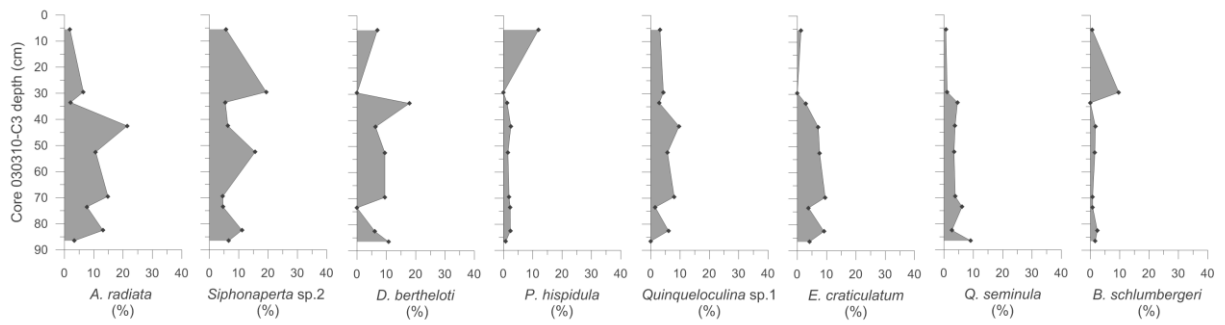 0
10
20
30
40
50
60
70
80
90
Core 030310-C3 depth (cm)
0 10 20 30 40
A. radiata
(%)
0 10 20 30 40
Siphonaperta sp.2
(%)
0 10 20 30 40
D. bertheloti
(%)
0 10 20 30 40
P. hispidula
(%)
0 10 20 30 40
Quinqueloculina sp.1
(%)
0 10 20 30 40
E. craticulatum
(%)
0 10 20 30 40
Q. seminula
(%)
0 10 20 30 40
B. schlumbergeri
(%)